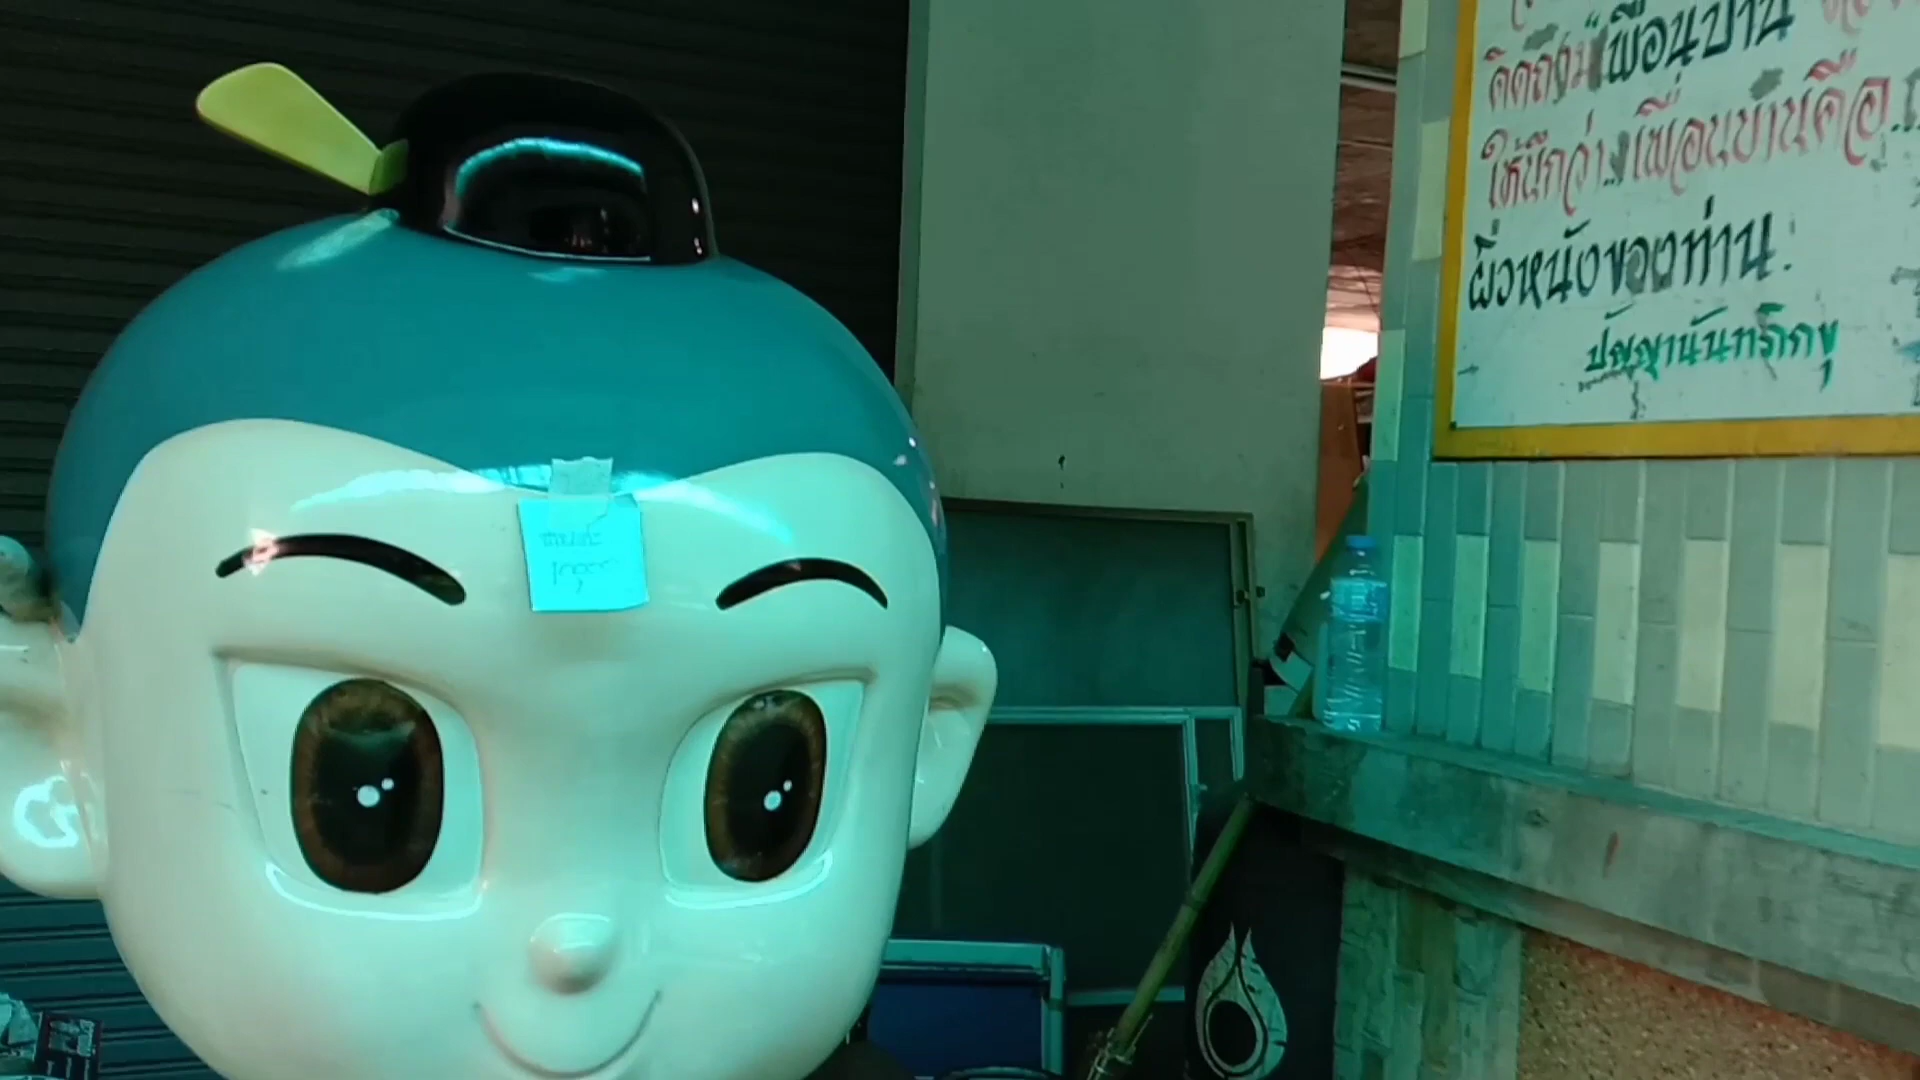 คิดถึง "เพื่อนบ้าน
ให้นึกว่า..เพื่อนบ้านคือ
ผิวหนังของท่าน
ปัญญานันทภิกขุ